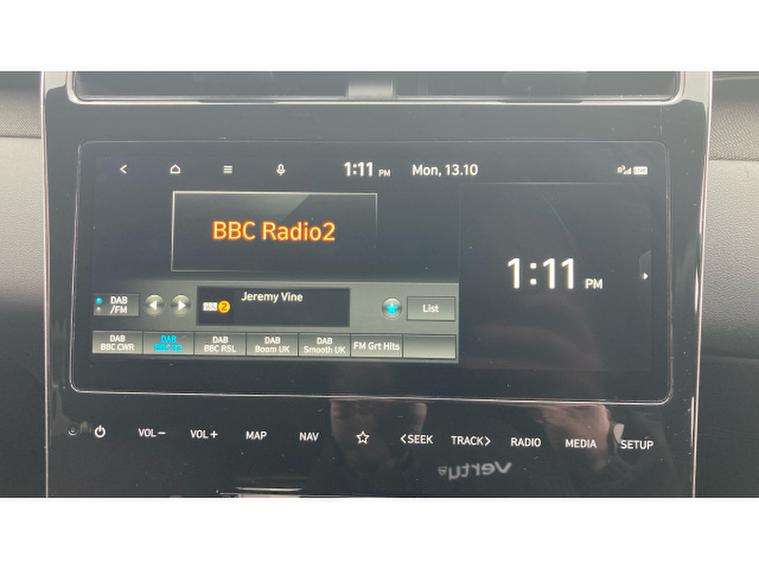 1:11 PM Mon, 13.10
BBC Radio2
1:11 PM
DAB
/FM
2
Jeremy Vine
List
DAB
BBC CWR
DAB
DAB
BBC RSL
DAB
Boom UK
DAB
Smooth UK
FM Grt Hits
VOL− VOL+ MAP NAV <SEEK TRACK> RADIO MEDIA SETUP
Vertu